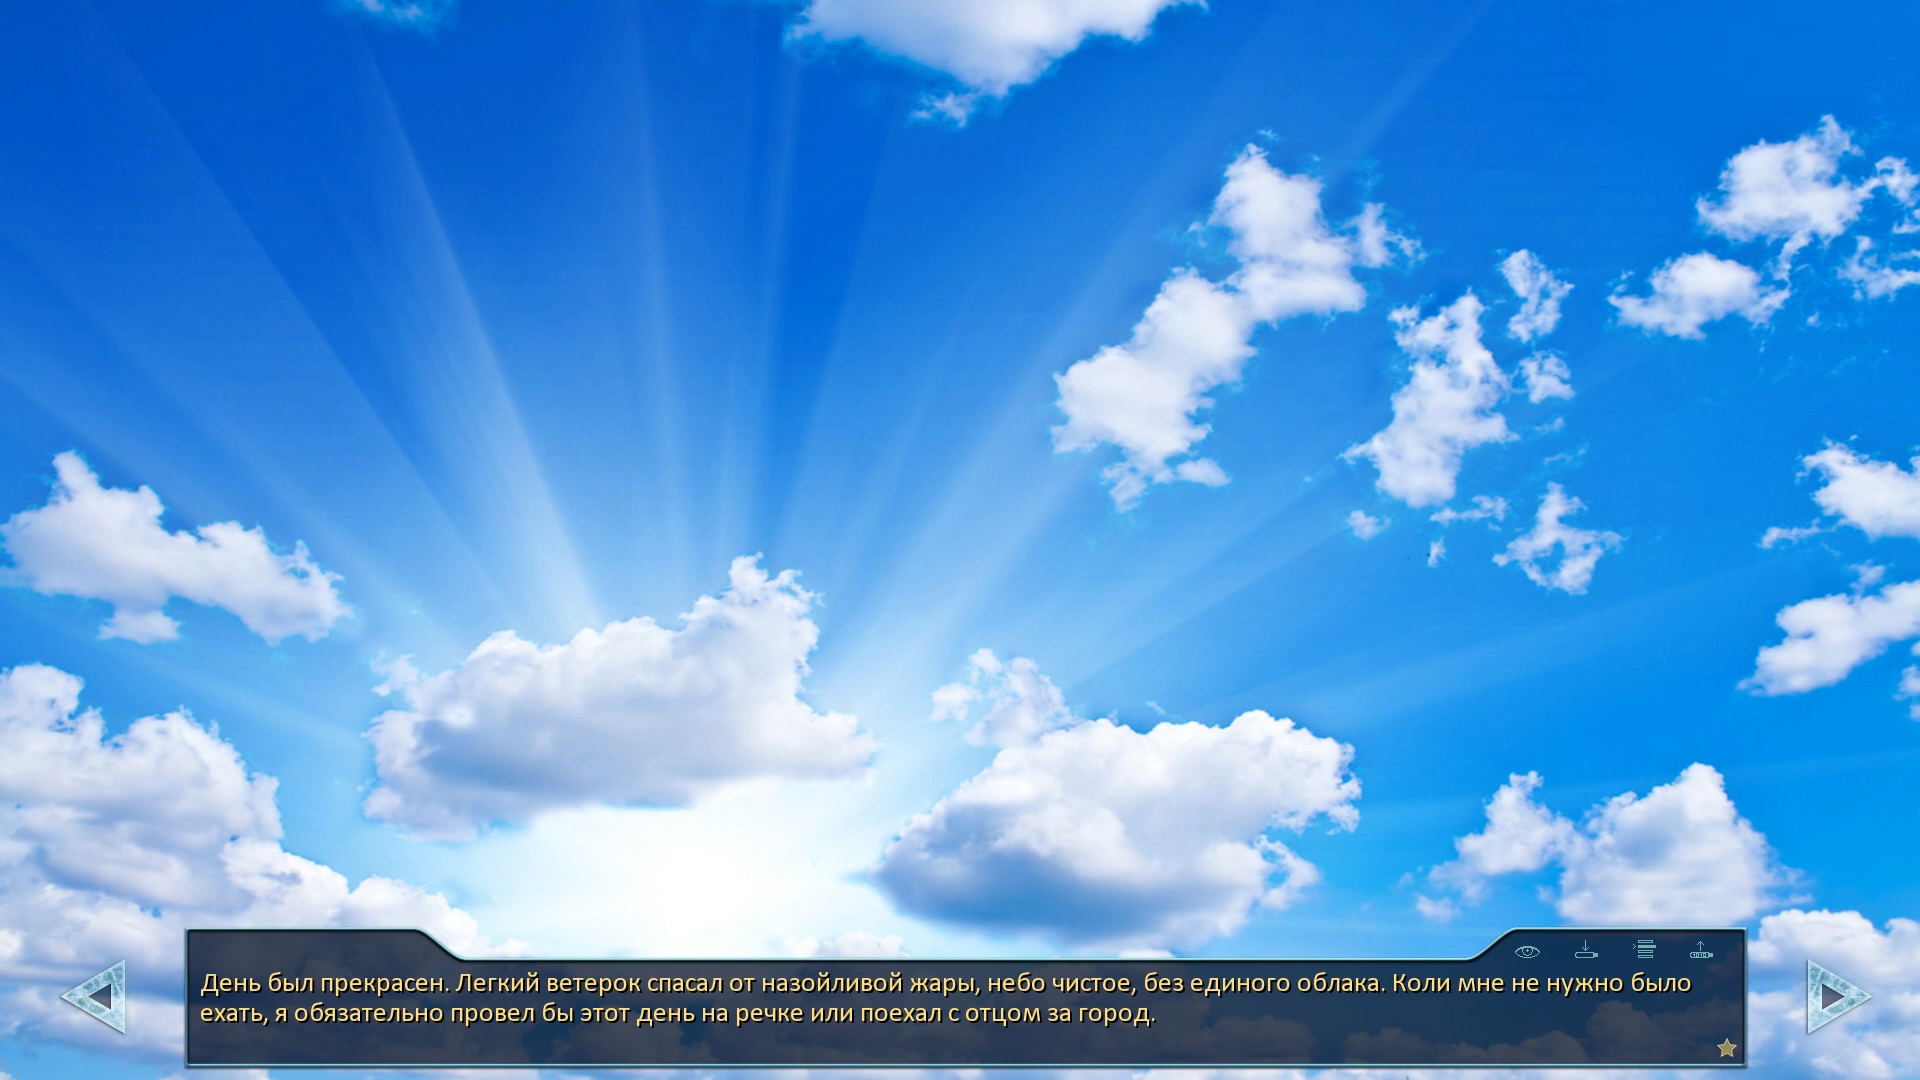 День был прекрасен. Легкий ветерок спасал от назойливой жары, небо чистое, без единого облака. Коли мне не нужно было
ехать, я обязательно провел бы этот день на речке или поехал с отцом за город.